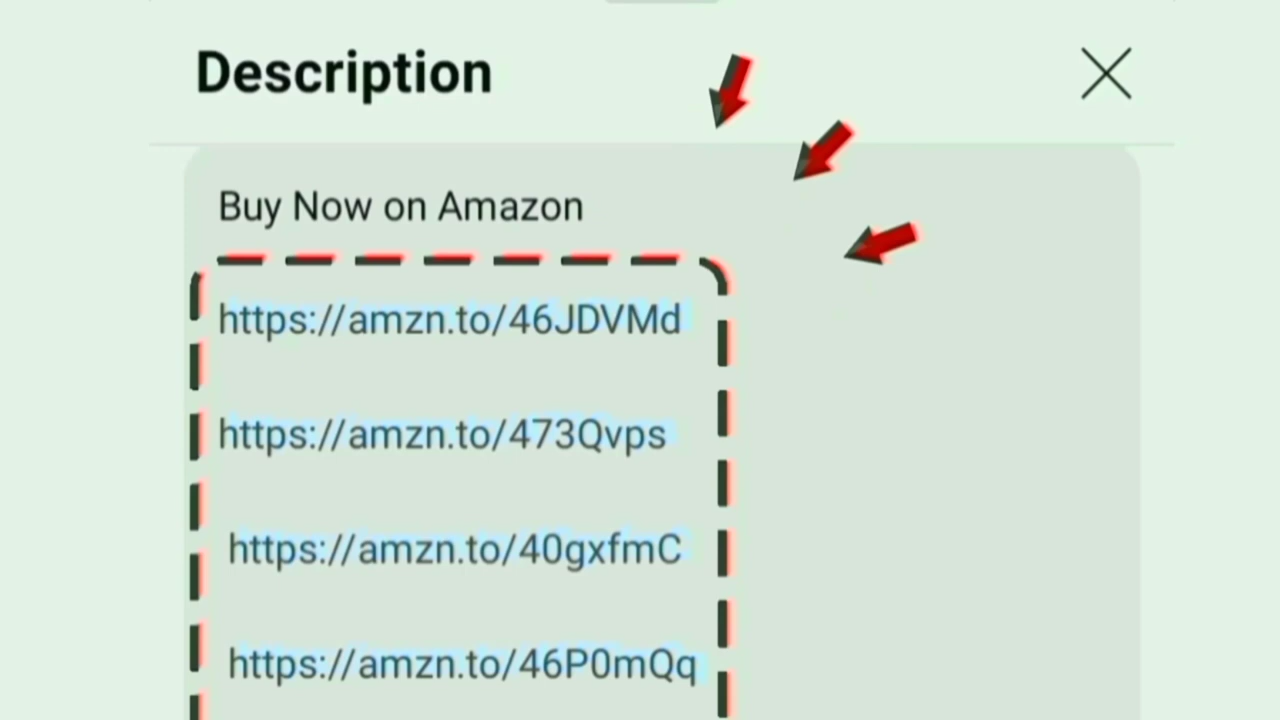 Description
Buy Now on Amazon
https://amzn.to/46JDVMd
https://amzn.to/473Qvps
https://amzn.to/40gxfmC
https://amzn.to/46P0mQq